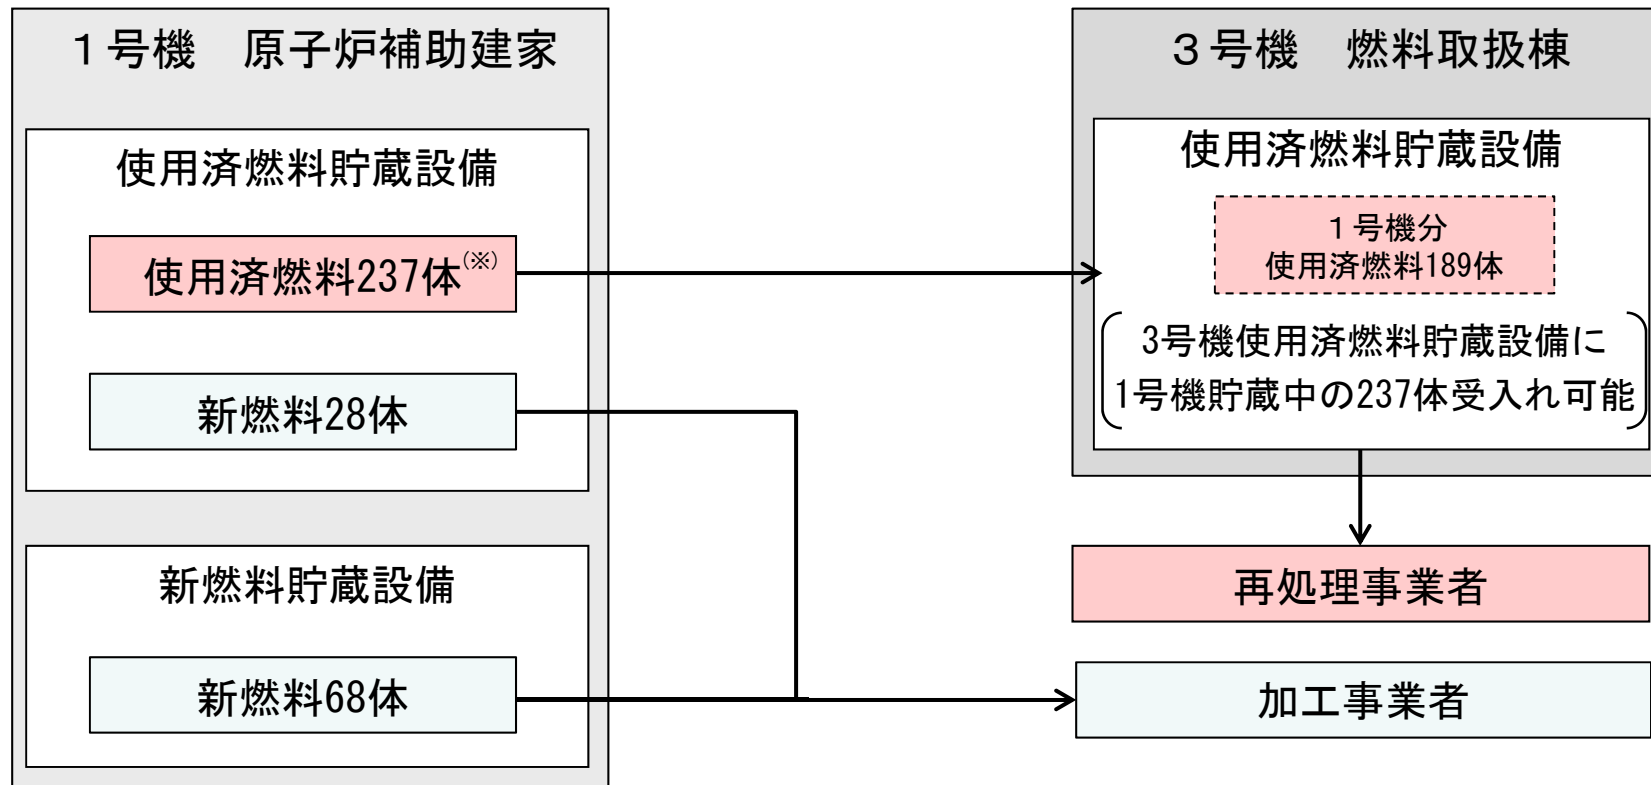 １号機　原子炉補助建家
使用済燃料貯蔵設備
使用済燃料237体(※)
新燃料28体
新燃料貯蔵設備
新燃料68体
３号機　燃料取扱棟
使用済燃料貯蔵設備
１号機分
使用済燃料189体
3号機使用済燃料貯蔵設備に
1号機貯蔵中の237体受入れ可能
再処理事業者
加工事業者